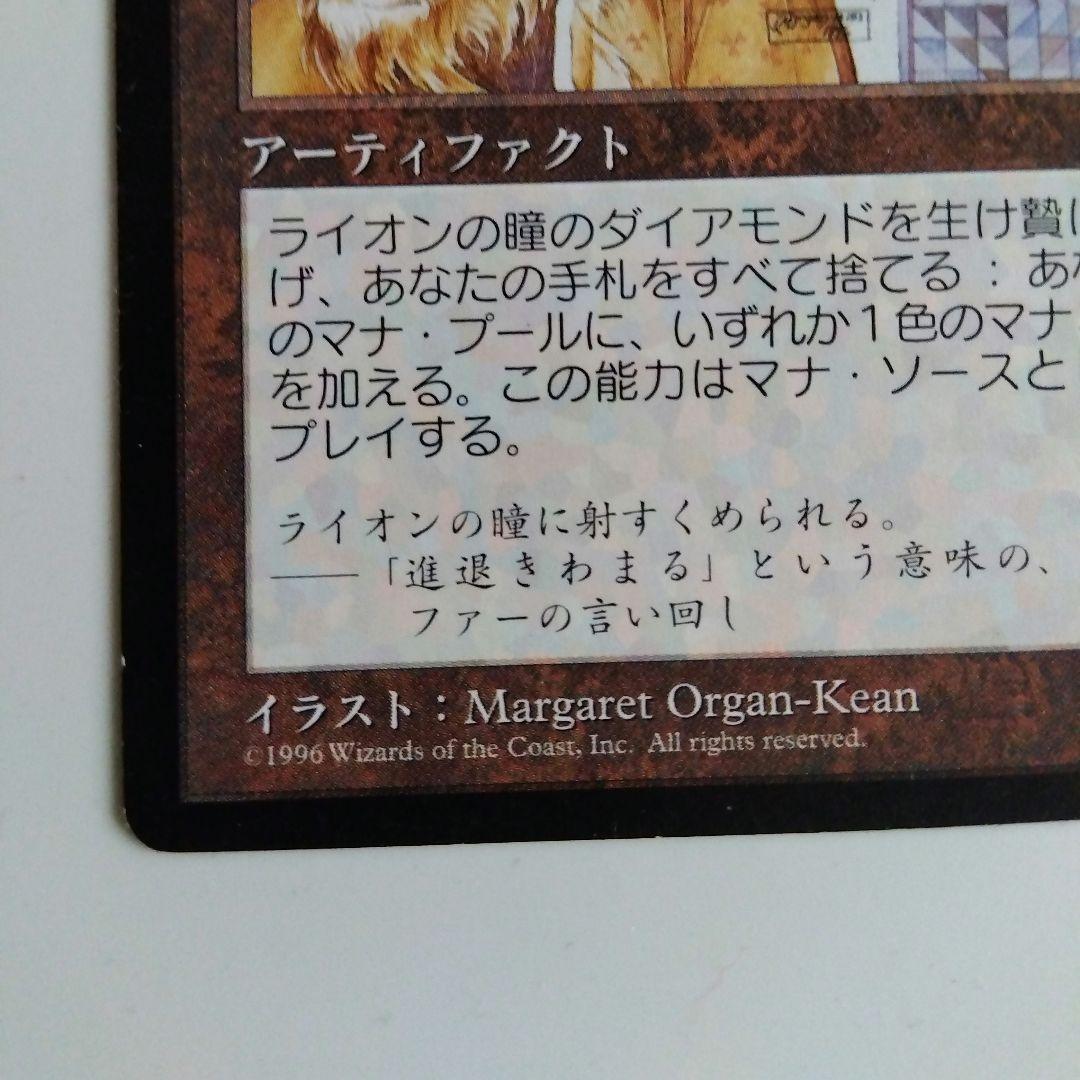 アーティファクト
ライオンの瞳のダイアモンドを生け贄に
げ、あなたの手札をすべて捨てる：あな
のマナ・プールに、いずれか１色のマナ
を加える。この能力はマナ・ソースと
プレイする。
ライオンの瞳に射すくめられる。
――「進退きわまる」という意味の、
ファーの言い回し
イラスト：Margaret Organ-Kean
©1996 Wizards of the Coast, Inc. All rights reserved.